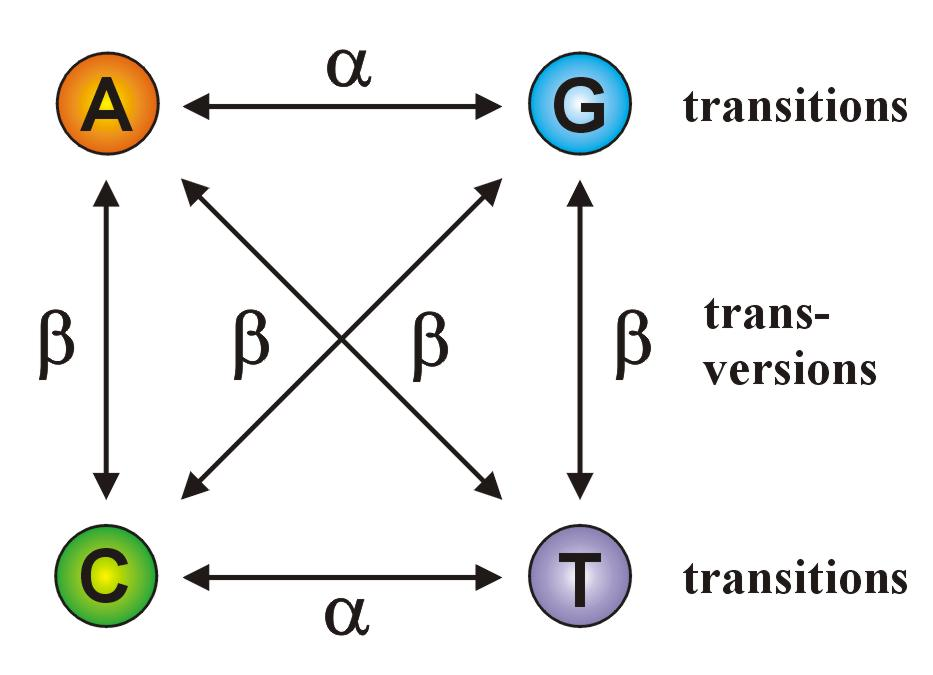 α
A G transitions
β β β β trans-
versions
C T transitions
α